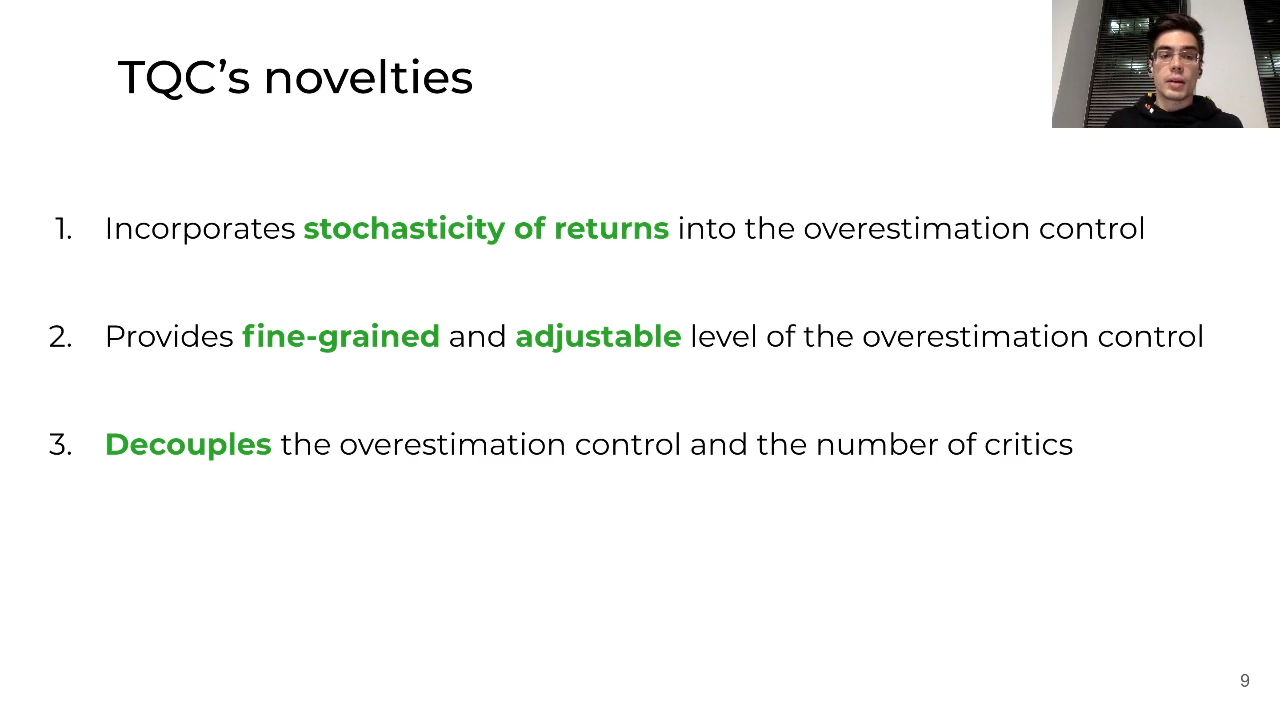 TQC’s novelties
1. Incorporates stochasticity of returns into the overestimation control
2. Provides fine-grained and adjustable level of the overestimation control
3. Decouples the overestimation control and the number of critics
9